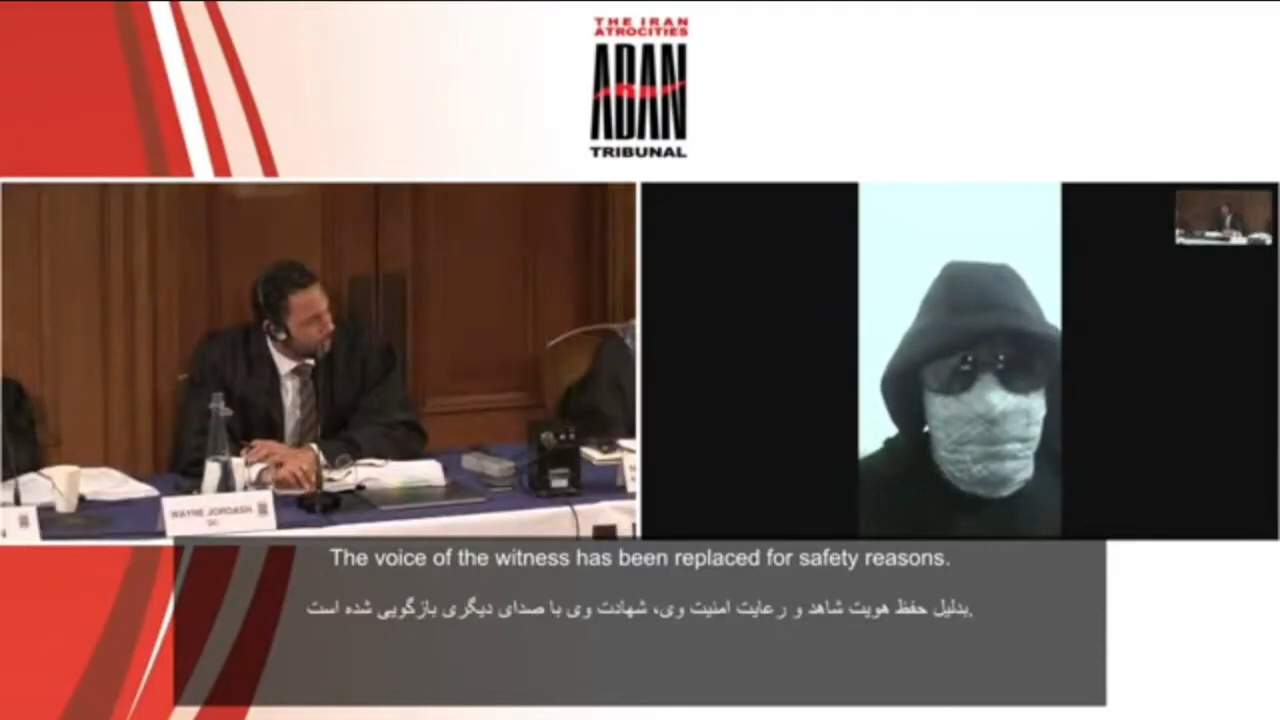 THE IRAN
ATROCITIES
ABAN
TRIBUNAL
WAYNE JORDASH
QC
The voice of the witness has been replaced for safety reasons.
بدلیل حفظ هویت شاهد و رعایت امنیت وی، شهادت وی با صدای دیگری بازگویی شده است.